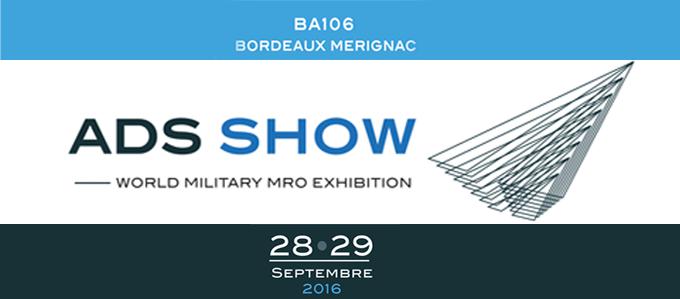 BA106
BORDEAUX MERIGNAC
ADS SHOW
WORLD MILITARY MRO EXHIBITION
28•29
SEPTEMBRE
2016